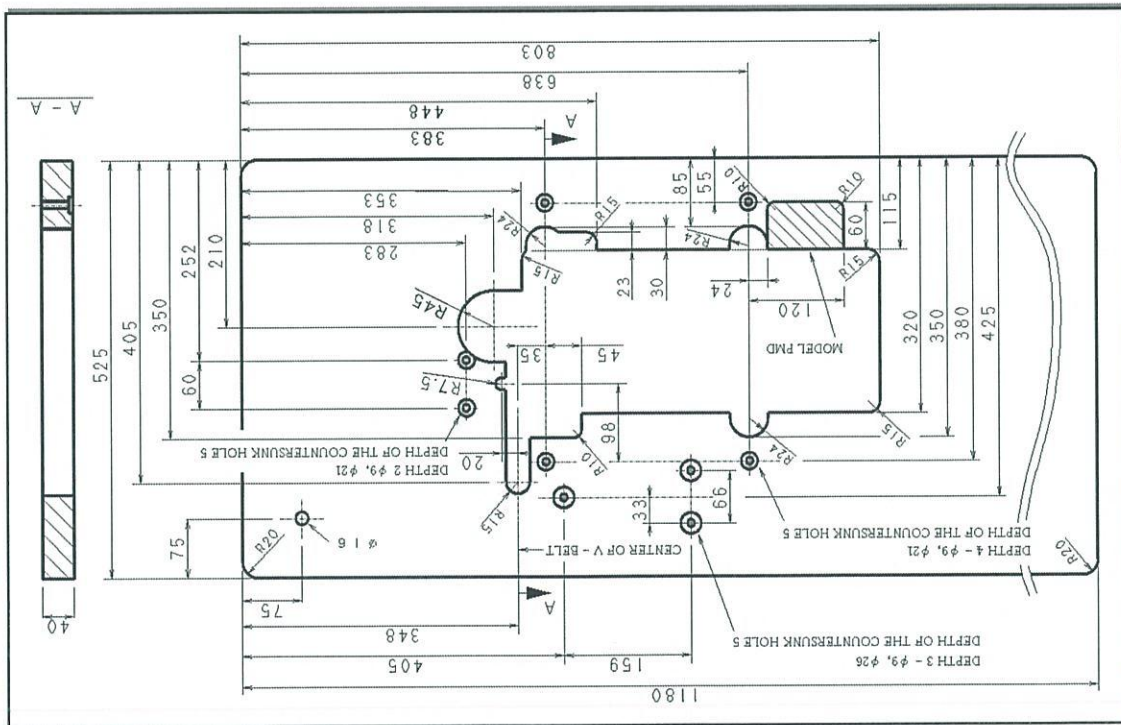 1180
DEPTH 3 - φ9, φ26
DEPTH OF THE COUNTERSUNK HOLE 5
159
405
348
75
40
A
R20
DEPTH 4 - φ9, φ21
DEPTH OF THE COUNTERSUNK HOLE 5
CENTER OF V - BELT
R20
75
φ16
66
33
R15
R24
R15
R10
98
20
DEPTH 2 φ9, φ21
DEPTH OF THE COUNTERSUNK HOLE 5
425
380
350
320
MODEL PMD
R7.5
60
405
350
525
45
35
120
R45
24
30
23
252
210
R15
R24
R15
R24
283
318
353
115
60
R10
R10
55
85
R15
A
383
448
638
803
A - A